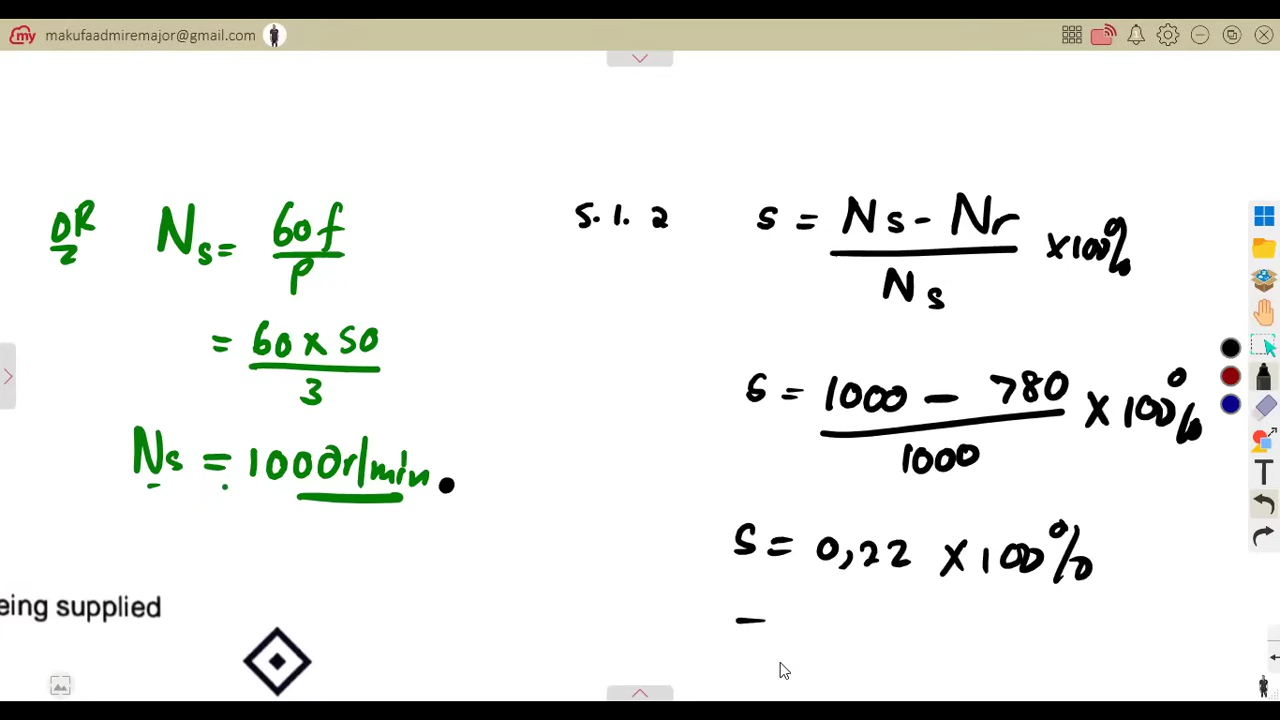 my makufaadmiremajor@gmail.com
OR Ns = 60f / P
= 60 x 50 / 3
Ns = 1000r/min.
5.1.2 s = Ns - Nr / Ns x100%
s = 1000 - 780 / 1000 x 100%
s = 0,22 x 100%
eing supplied
T